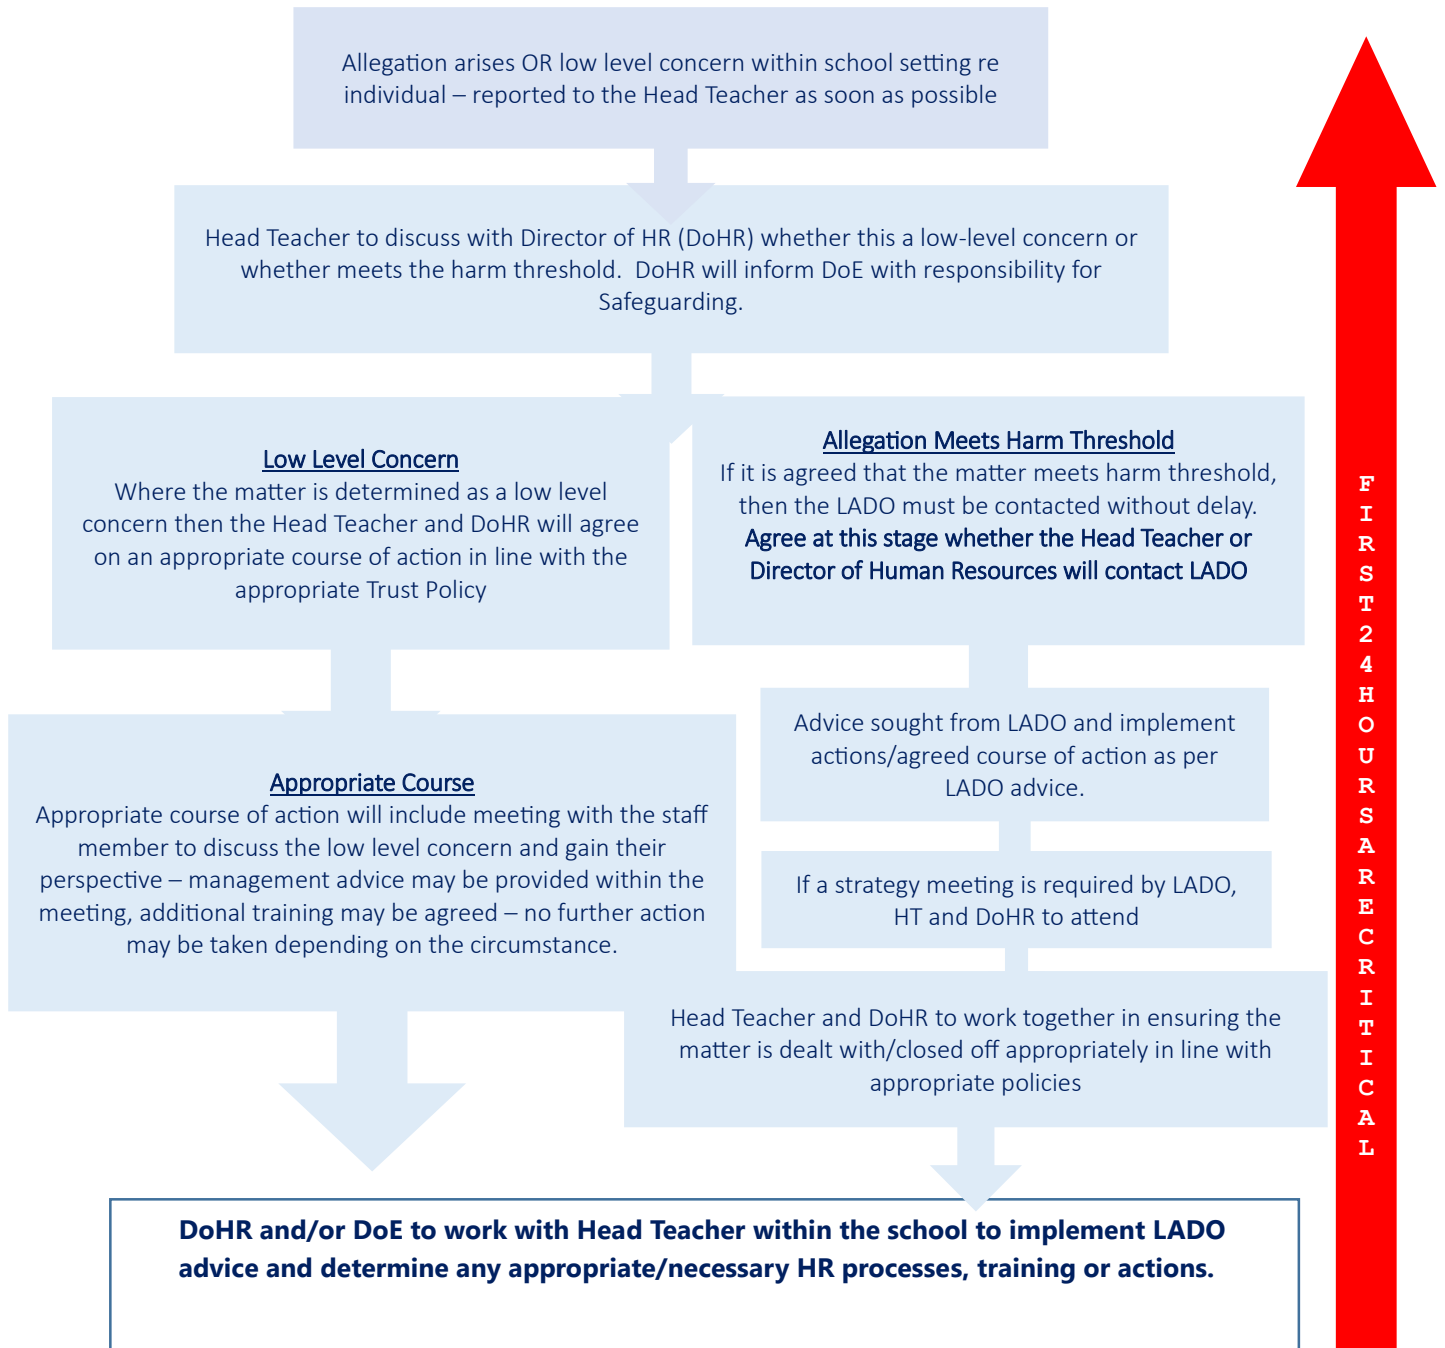 Allegation arises OR low level concern within school setting re
individual – reported to the Head Teacher as soon as possible
Head Teacher to discuss with Director of HR (DoHR) whether this a low-level concern or
whether meets the harm threshold.  DoHR will inform DoE with responsibility for
Safeguarding.
Low Level Concern
Where the matter is determined as a low level
concern then the Head Teacher and DoHR will agree
on an appropriate course of action in line with the
appropriate Trust Policy
Allegation Meets Harm Threshold
If it is agreed that the matter meets harm threshold,
then the LADO must be contacted without delay.
Agree at this stage whether the Head Teacher or
Director of Human Resources will contact LADO
Appropriate Course
Appropriate course of action will include meeting with the staff
member to discuss the low level concern and gain their
perspective – management advice may be provided within the
meeting, additional training may be agreed – no further action
may be taken depending on the circumstance.
Advice sought from LADO and implement
actions/agreed course of action as per
LADO advice.
If a strategy meeting is required by LADO,
HT and DoHR to attend
Head Teacher and DoHR to work together in ensuring the
matter is dealt with/closed off appropriately in line with
appropriate policies
DoHR and/or DoE to work with Head Teacher within the school to implement LADO
advice and determine any appropriate/necessary HR processes, training or actions.
FIRST24HOURSARECRITICAL